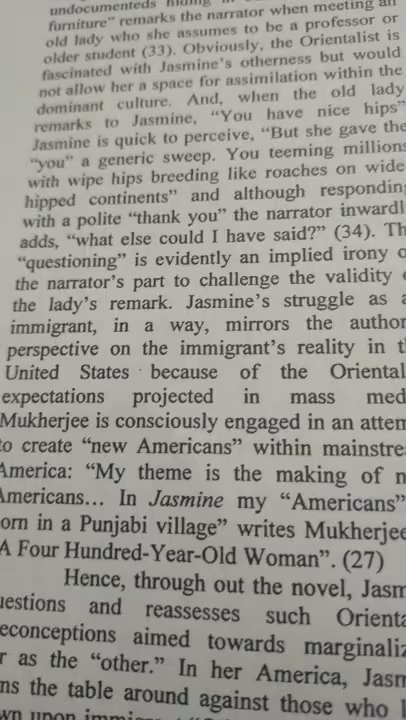 undocumenteds hiding
furniture” remarks the narrator when meeting an
old lady who she assumes to be a professor or
older student (33). Obviously, the Orientalist is
fascinated with Jasmine's otherness but would
not allow her a space for assimilation within the
dominant culture. And, when the old lady
remarks to Jasmine, “You have nice hips”
Jasmine is quick to perceive, “But she gave the
“you” a generic sweep. You teeming millions
with wipe hips breeding like roaches on wide
hipped continents” and although responding
with a polite “thank you” the narrator inwardl
adds, “what else could I have said?” (34). Th
“questioning” is evidently an implied irony o
the narrator's part to challenge the validity
the lady's remark. Jasmine's struggle as a
immigrant, in a way, mirrors the author
perspective on the immigrant's reality in t
United States because of the Oriental
expectations projected in mass med
Mukherjee is consciously engaged in an attem
to create “new Americans” within mainstre
America: “My theme is the making of n
Americans... In Jasmine my “Americans”
orn in a Punjabi village” writes Mukherjee
A Four Hundred-Year-Old Woman”. (27)
Hence, through out the novel, Jasm
uestions and reassesses such Orienta
econceptions aimed towards marginaliz
r as the “other.” In her America, Jasm
ns the table around against those who l
wn upon